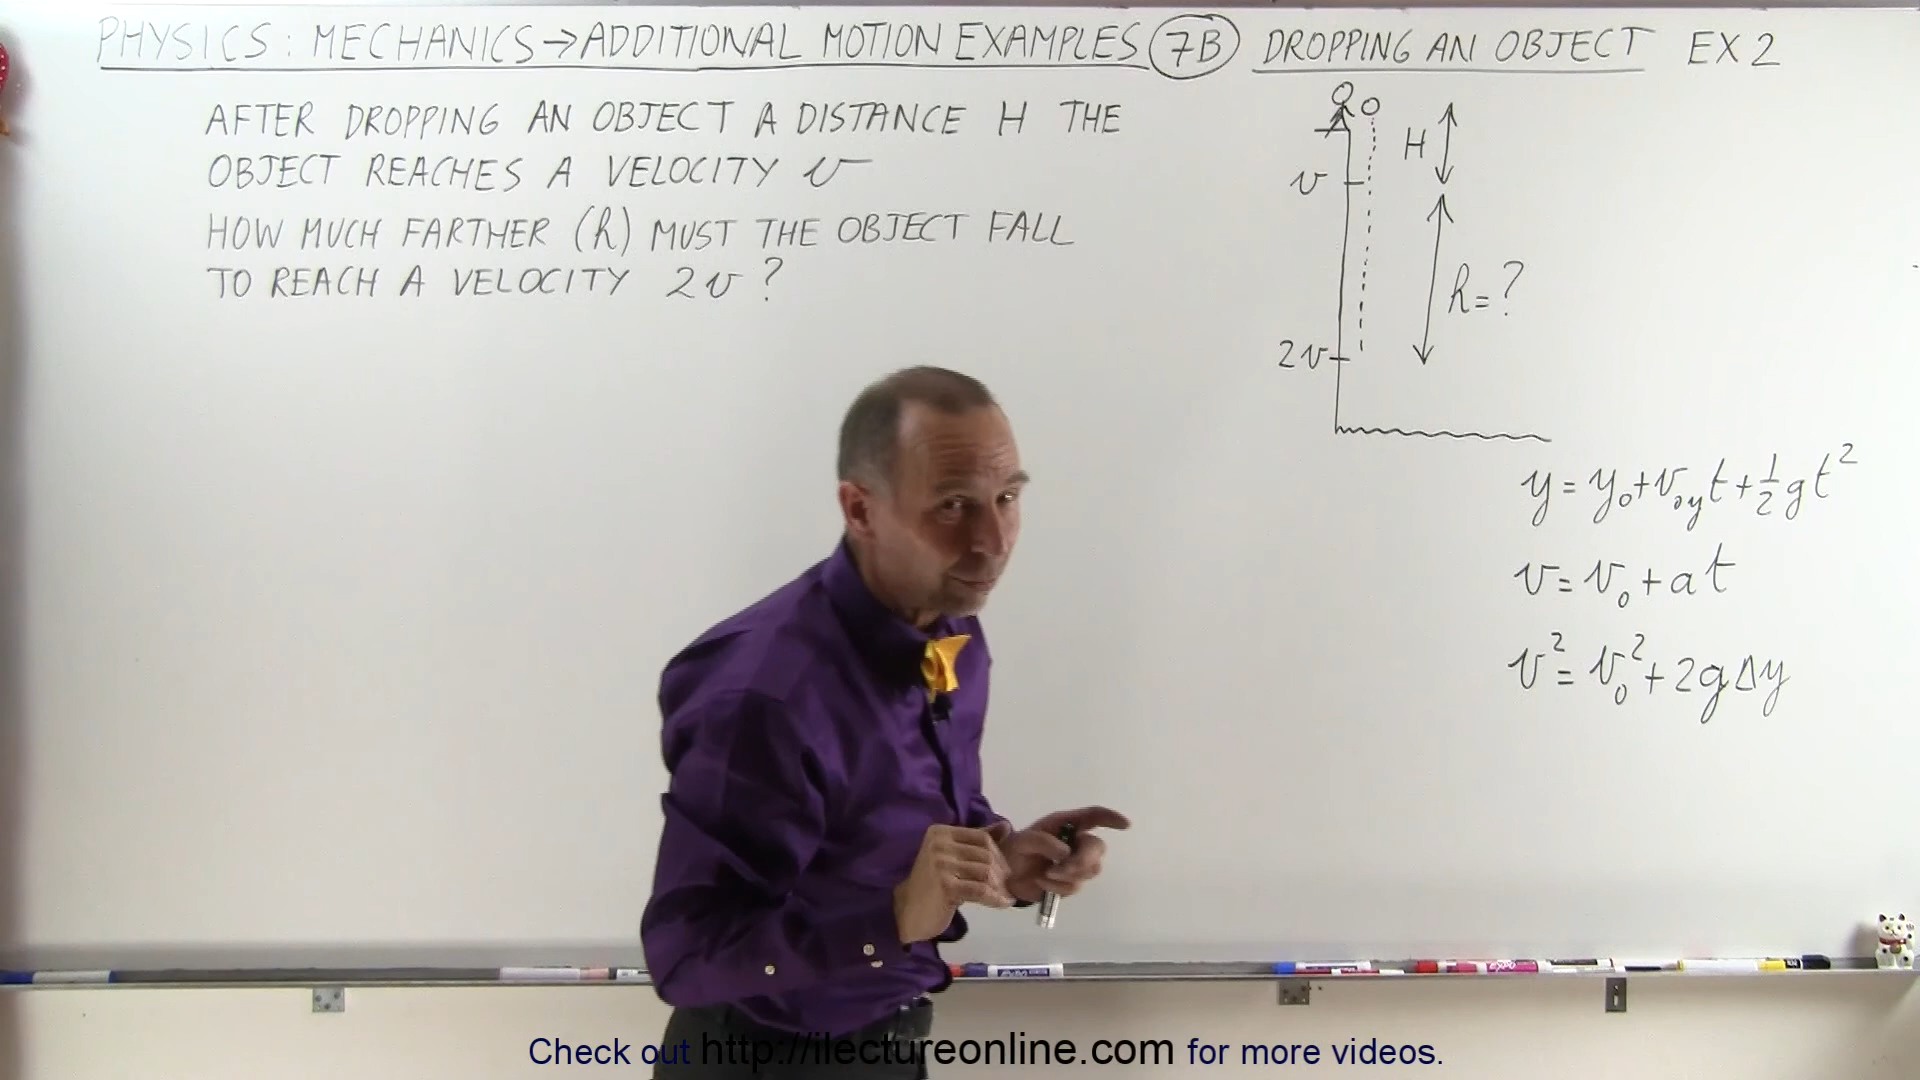 PHYSICS: MECHANICS→ADDITIONAL MOTION EXAMPLES 7B DROPPING AN OBJECT EX 2
AFTER DROPPING AN OBJECT A DISTANCE H THE
OBJECT REACHES A VELOCITY v
HOW MUCH FARTHER (h) MUST THE OBJECT FALL
TO REACH A VELOCITY 2v?
H
v
h=?
2v
y=y₀+v₀yt+½gt²
v=v₀+at
v²=v₀²+2gΔy
Check out http://ilectureonline.com for more videos.